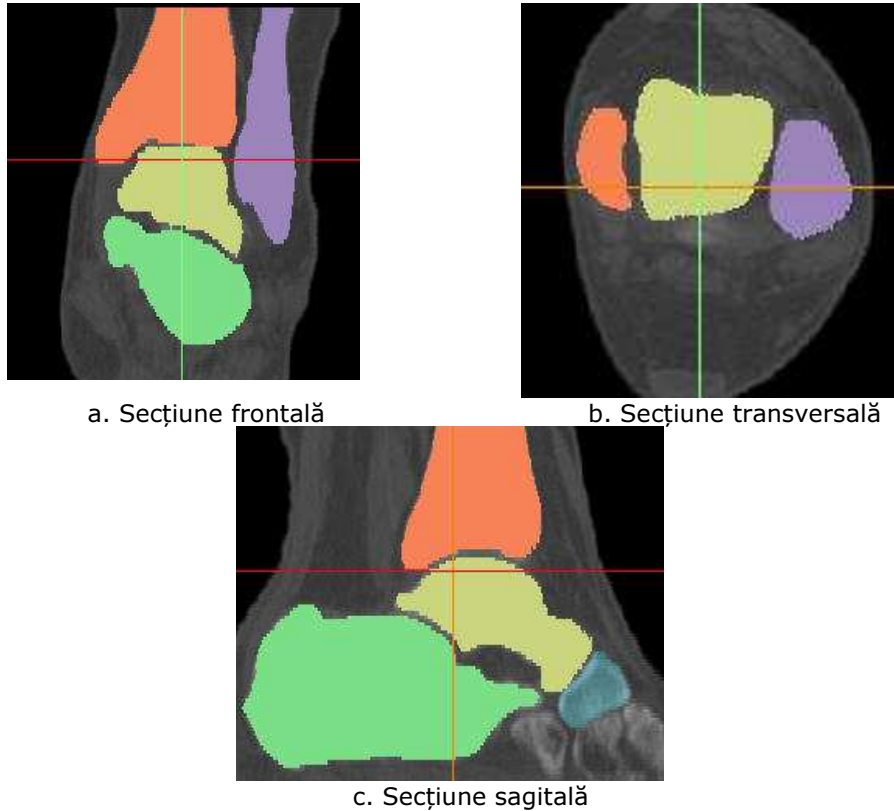 a. Secțiune frontală
b. Secțiune transversală
c. Secțiune sagitală